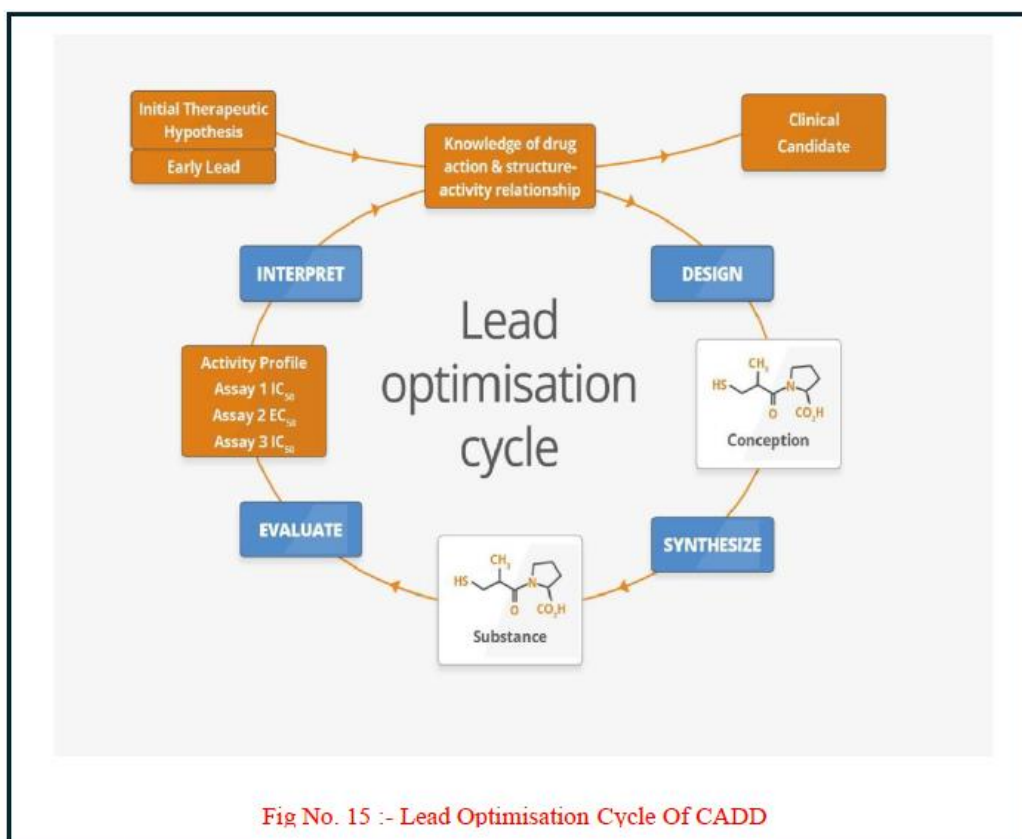 Initial Therapeutic
Hypothesis
Early Lead
Knowledge of drug
action & structure-
activity relationship
Clinical
Candidate
INTERPRET
DESIGN
Lead
optimisation
cycle
Activity Profile
Assay 1 IC₅₀
Assay 2 EC₅₀
Assay 3 IC₅₀
CH₃
HS
N
O
CO₂H
Conception
EVALUATE
SYNTHESIZE
CH₃
HS
N
O
CO₂H
Substance
Fig No. 15 :- Lead Optimisation Cycle Of CADD